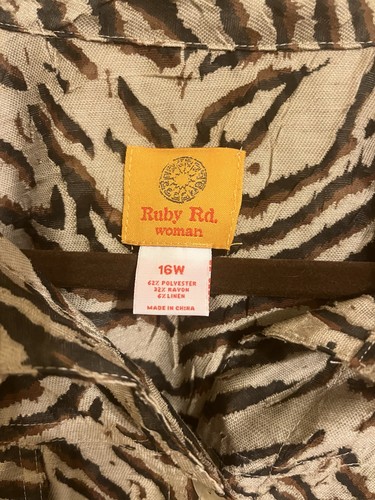 Ruby Rd.
woman
16W
62% POLYESTER
32% RAYON
6% LINEN
MADE IN CHINA